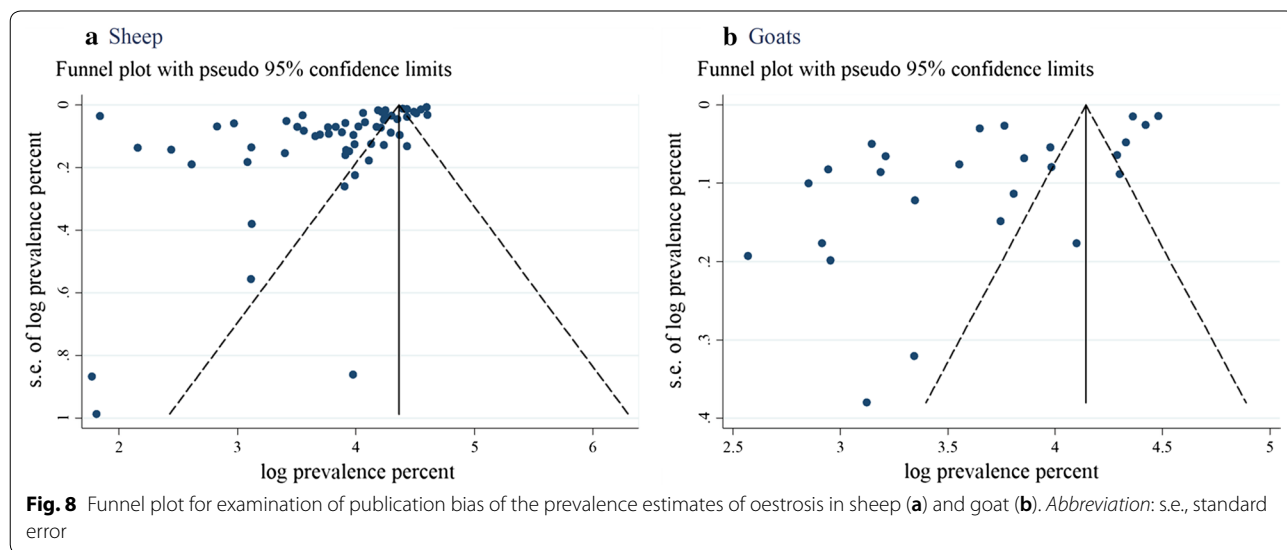 a Sheep
Funnel plot with pseudo 95% confidence limits
s.e. of log prevalence percent
0
.2
.4
.6
.8
1
2
3
4
5
6
log prevalence percent
b Goats
Funnel plot with pseudo 95% confidence limits
s.e. of log prevalence percent
0
.1
.2
.3
.4
2.5
3
3.5
4
4.5
5
log prevalence percent
Fig. 8 Funnel plot for examination of publication bias of the prevalence estimates of oestrosis in sheep (a) and goat (b). Abbreviation: s.e., standard
error